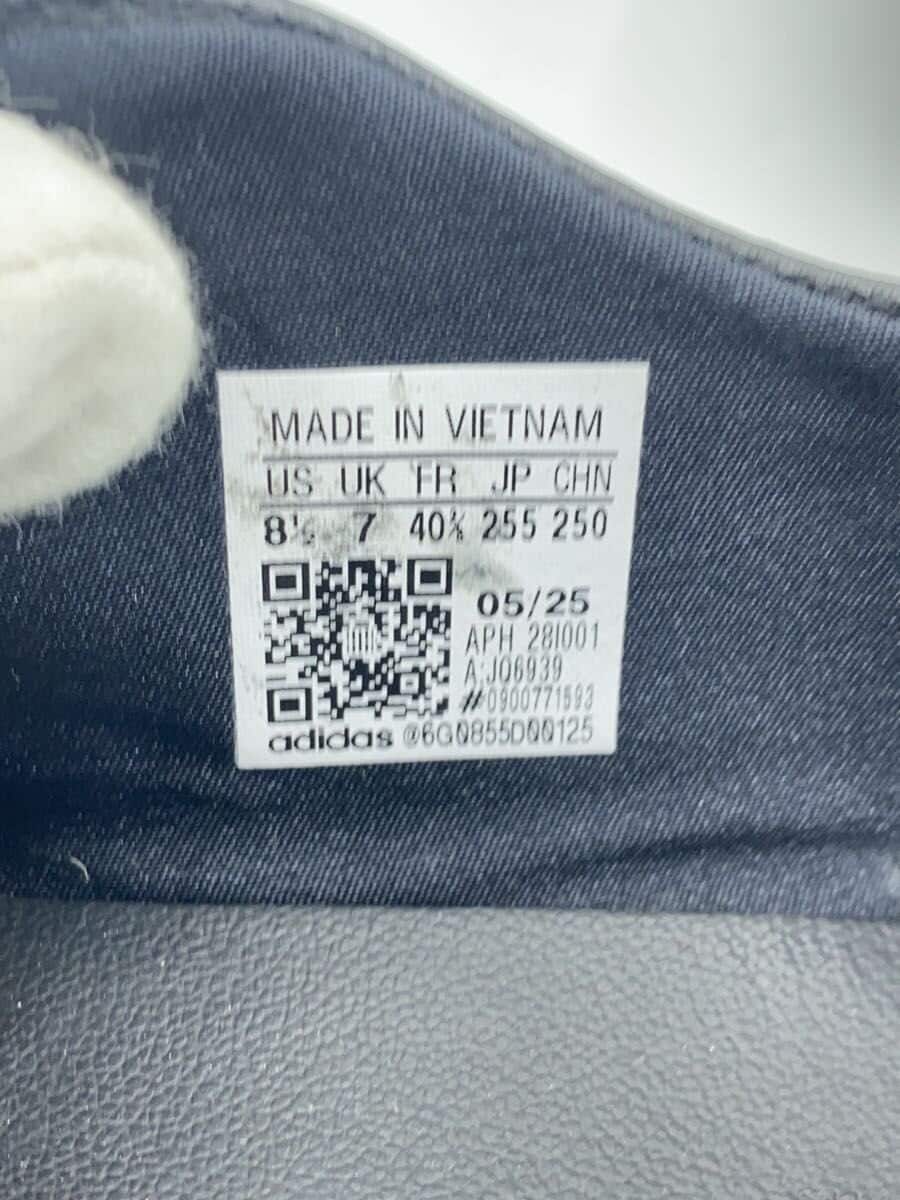 MADE IN VIETNAM
US UK FR JP CHN
8½ 7 40⅔ 255 250
05/25
APH 28I001
A:JQ6939
#0900771593
adidas @6G0855D00125